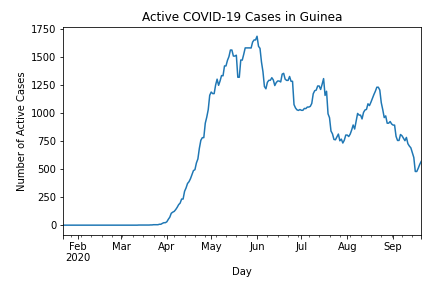 Active COVID-19 Cases in Guinea
Number of Active Cases
1750
1500
1250
1000
750
500
250
0
Feb Mar Apr May Jun Jul Aug Sep
2020
Day